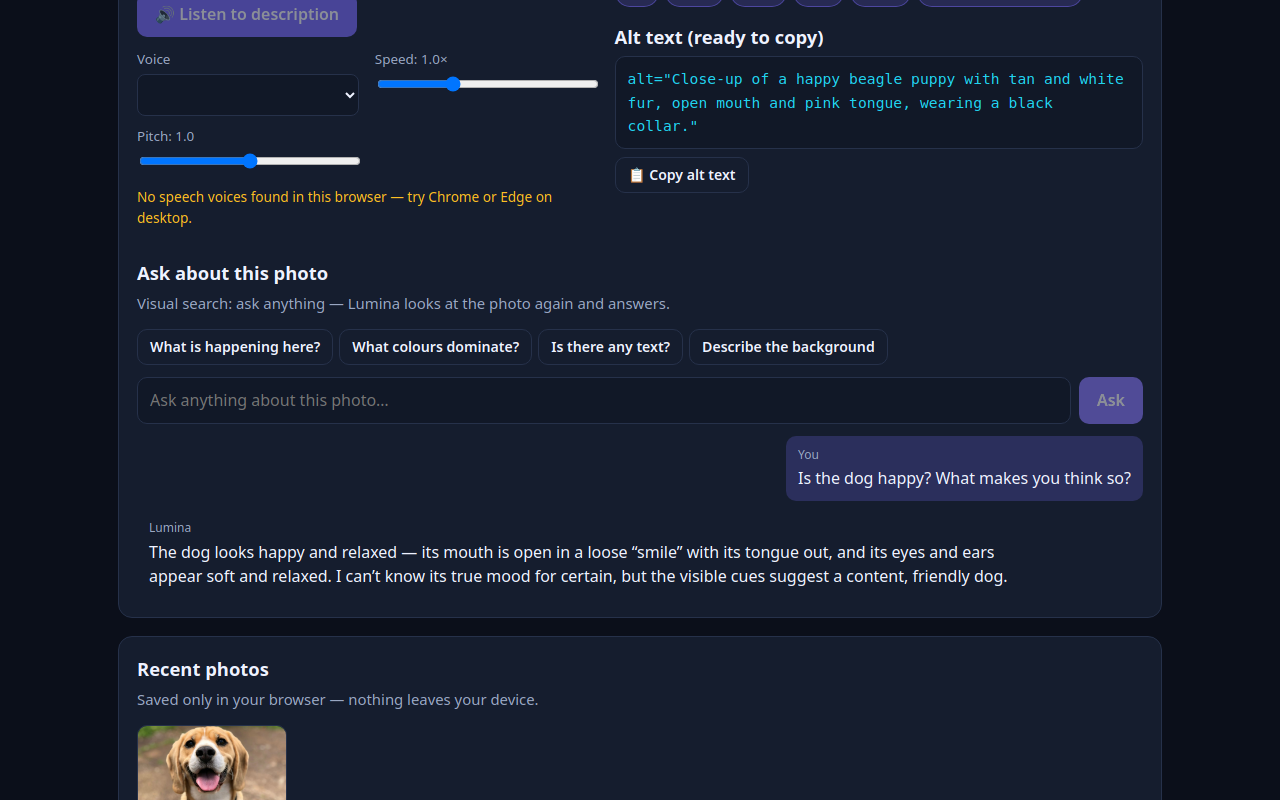 🔊 Listen to description
Voice
Speed: 1.0×
Pitch: 1.0
No speech voices found in this browser — try Chrome or Edge on
desktop.
Alt text (ready to copy)
alt="Close-up of a happy beagle puppy with tan and white
fur, open mouth and pink tongue, wearing a black
collar."
📋 Copy alt text
Ask about this photo
Visual search: ask anything — Lumina looks at the photo again and answers.
What is happening here?
What colours dominate?
Is there any text?
Describe the background
Ask anything about this photo...
Ask
You
Is the dog happy? What makes you think so?
Lumina
The dog looks happy and relaxed — its mouth is open in a loose “smile” with its tongue out, and its eyes and ears
appear soft and relaxed. I can’t know its true mood for certain, but the visible cues suggest a content, friendly dog.
Recent photos
Saved only in your browser — nothing leaves your device.